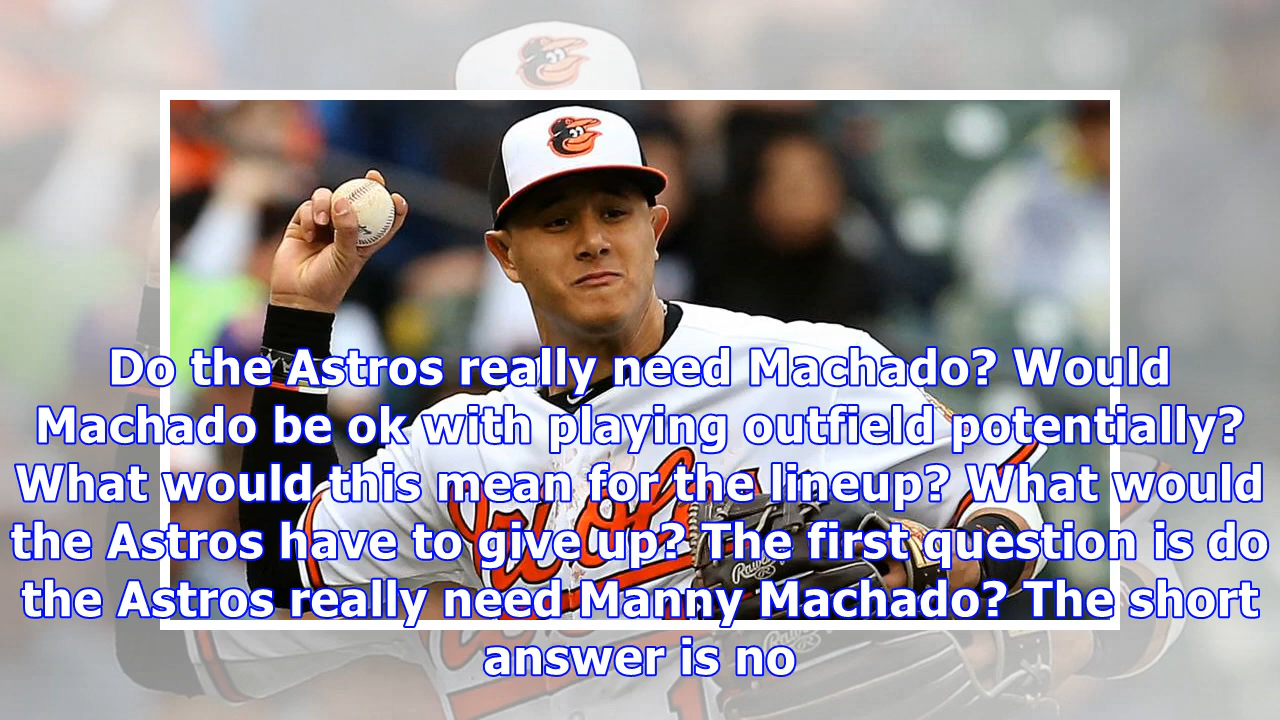 Do the Astros really need Machado? Would
Machado be ok with playing outfield potentially?
What would this mean for the lineup? What would
the Astros have to give up? The first question is do
the Astros really need Manny Machado? The short
answer is no